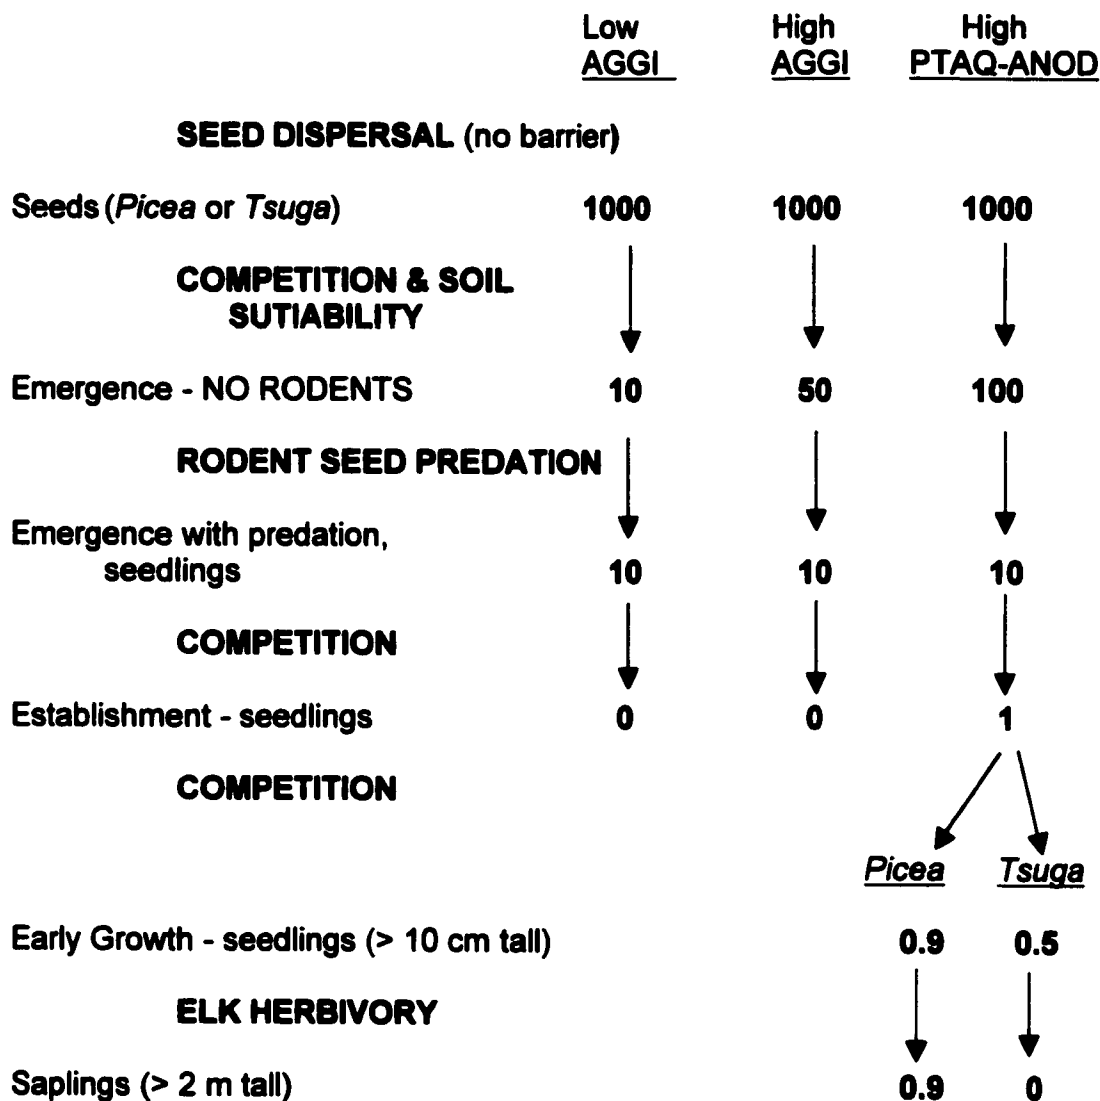 Low High High
AGGI AGGI PTAQ-ANOD
SEED DISPERSAL (no barrier)
Seeds (Picea or Tsuga) 1000 1000 1000
COMPETITION & SOIL
SUTIABILITY
Emergence - NO RODENTS 10 50 100
RODENT SEED PREDATION
Emergence with predation,
seedlings 10 10 10
COMPETITION
Establishment - seedlings 0 0 1
COMPETITION
Picea Tsuga
Early Growth - seedlings (> 10 cm tall) 0.9 0.5
ELK HERBIVORY
Saplings (> 2 m tall) 0.9 0